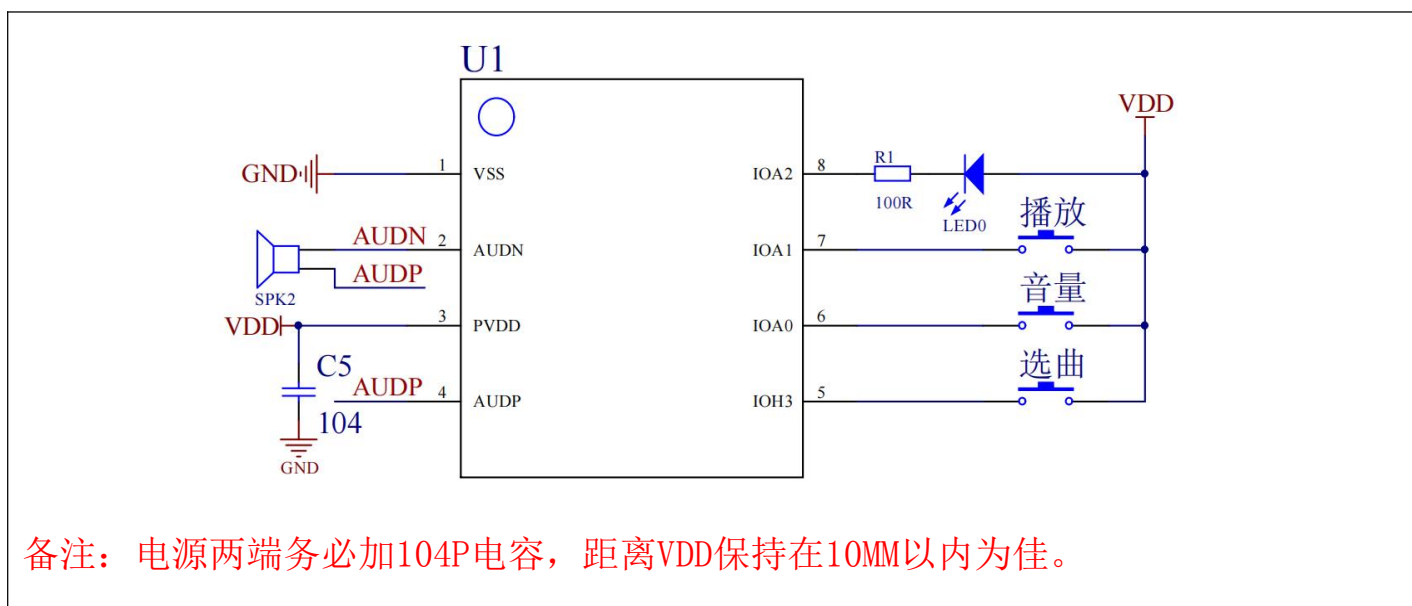 U1
VDD
GND
1
VSS
IOA2
8
R1
100R
LED0
AUDN
2
AUDN
IOA1
7
播放
AUDP
SPK2
VDD
3
PVDD
IOA0
6
音量
C5
104
GND
AUDP
4
AUDP
IOH3
5
选曲
备注：电源两端务必加104P电容，距离VDD保持在10MM以内为佳。